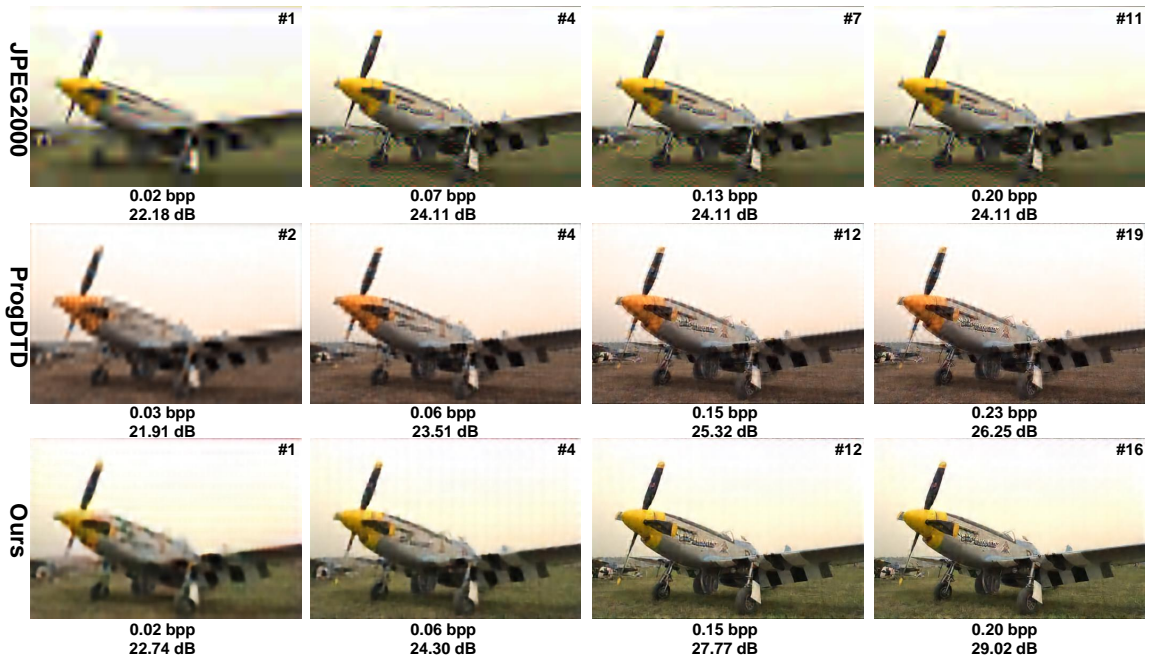 JPEG2000
#1
#4
#7
#11
0.02 bpp
22.18 dB
0.07 bpp
24.11 dB
0.13 bpp
24.11 dB
0.20 bpp
24.11 dB
ProgDTD
#2
#4
#12
#19
0.03 bpp
21.91 dB
0.06 bpp
23.51 dB
0.15 bpp
25.32 dB
0.23 bpp
26.25 dB
Ours
#1
#4
#12
#16
0.02 bpp
22.74 dB
0.06 bpp
24.30 dB
0.15 bpp
27.77 dB
0.20 bpp
29.02 dB